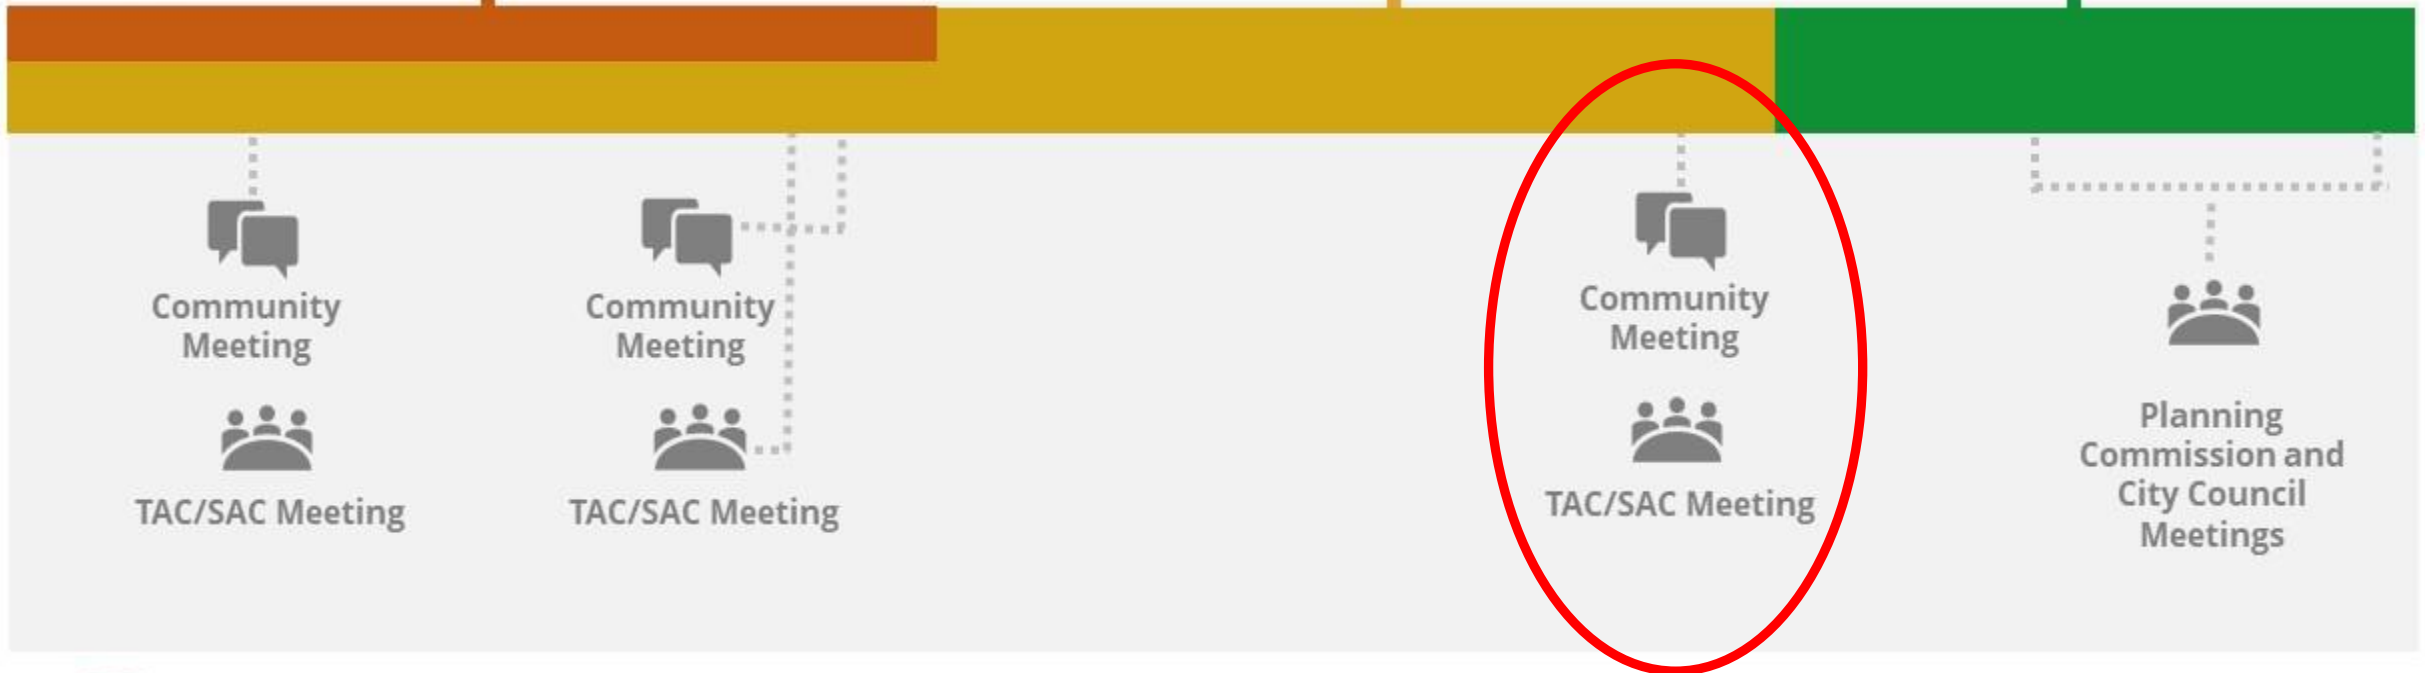 Community
Meeting
TAC/SAC Meeting
Community
Meeting
TAC/SAC Meeting
Community
Meeting
TAC/SAC Meeting
Planning
Commission and
City Council
Meetings